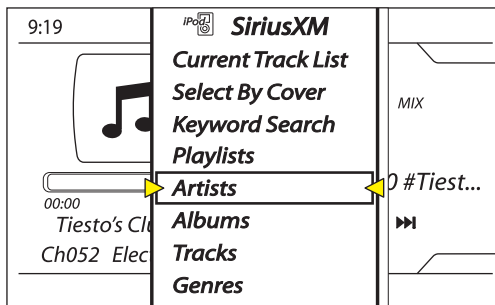 9:19
iPod SiriusXM
Current Track List
Select By Cover
Keyword Search
MIX
Playlists
Artists
0 #Tiest...
00:00
Tiesto's Clu
Albums
Ch052 Elec
Tracks
Genres